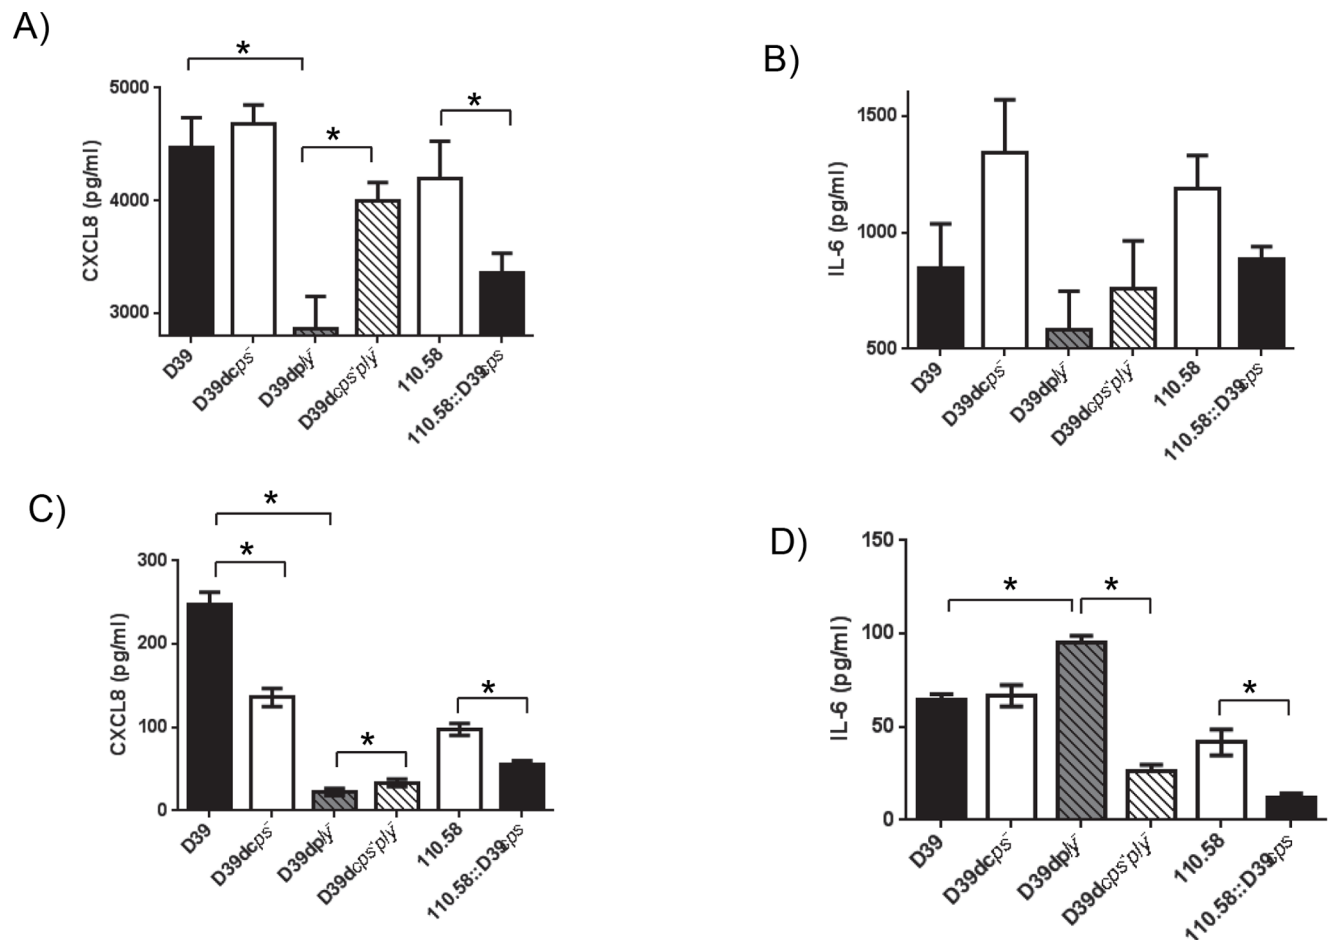 A)
*
*
*
5000
4000
3000
CXCL8 (pg/ml)
D39
D39dcps⁻
D39dply⁻
D39dcps⁻ply⁻
110.58
110.58::D39cps
B)
1500
1000
500
IL-6 (pg/ml)
D39
D39dcps⁻
D39dply⁻
D39dcps⁻ply⁻
110.58
110.58::D39cps
C)
*
*
*
*
300
200
100
0
CXCL8 (pg/ml)
D39
D39dcps⁻
D39dply⁻
D39dcps⁻ply⁻
110.58
110.58::D39cps
D)
*
*
*
150
100
50
0
IL-6 (pg/ml)
D39
D39dcps⁻
D39dply⁻
D39dcps⁻ply⁻
110.58
110.58::D39cps